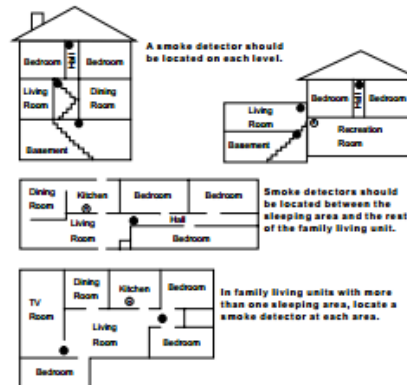 A smoke detector should
be located on each level.
Bedroom
Hall
Bedroom
Living
Room
Dining
Room
Basement
Bedroom
Hall
Bedroom
Living
Room
Recreation
Room
Basement
Dining
Room
Kitchen
Bedroom
Bedroom
Living
Room
Hall
Bedroom
Smoke detectors should
be located between the
sleeping area and the rest
of the family living unit.
TV
Room
Dining
Room
Kitchen
Bedroom
Living
Room
Bedroom
Bedroom
In family living units with more
than one sleeping area, locate a
smoke detector at each area.